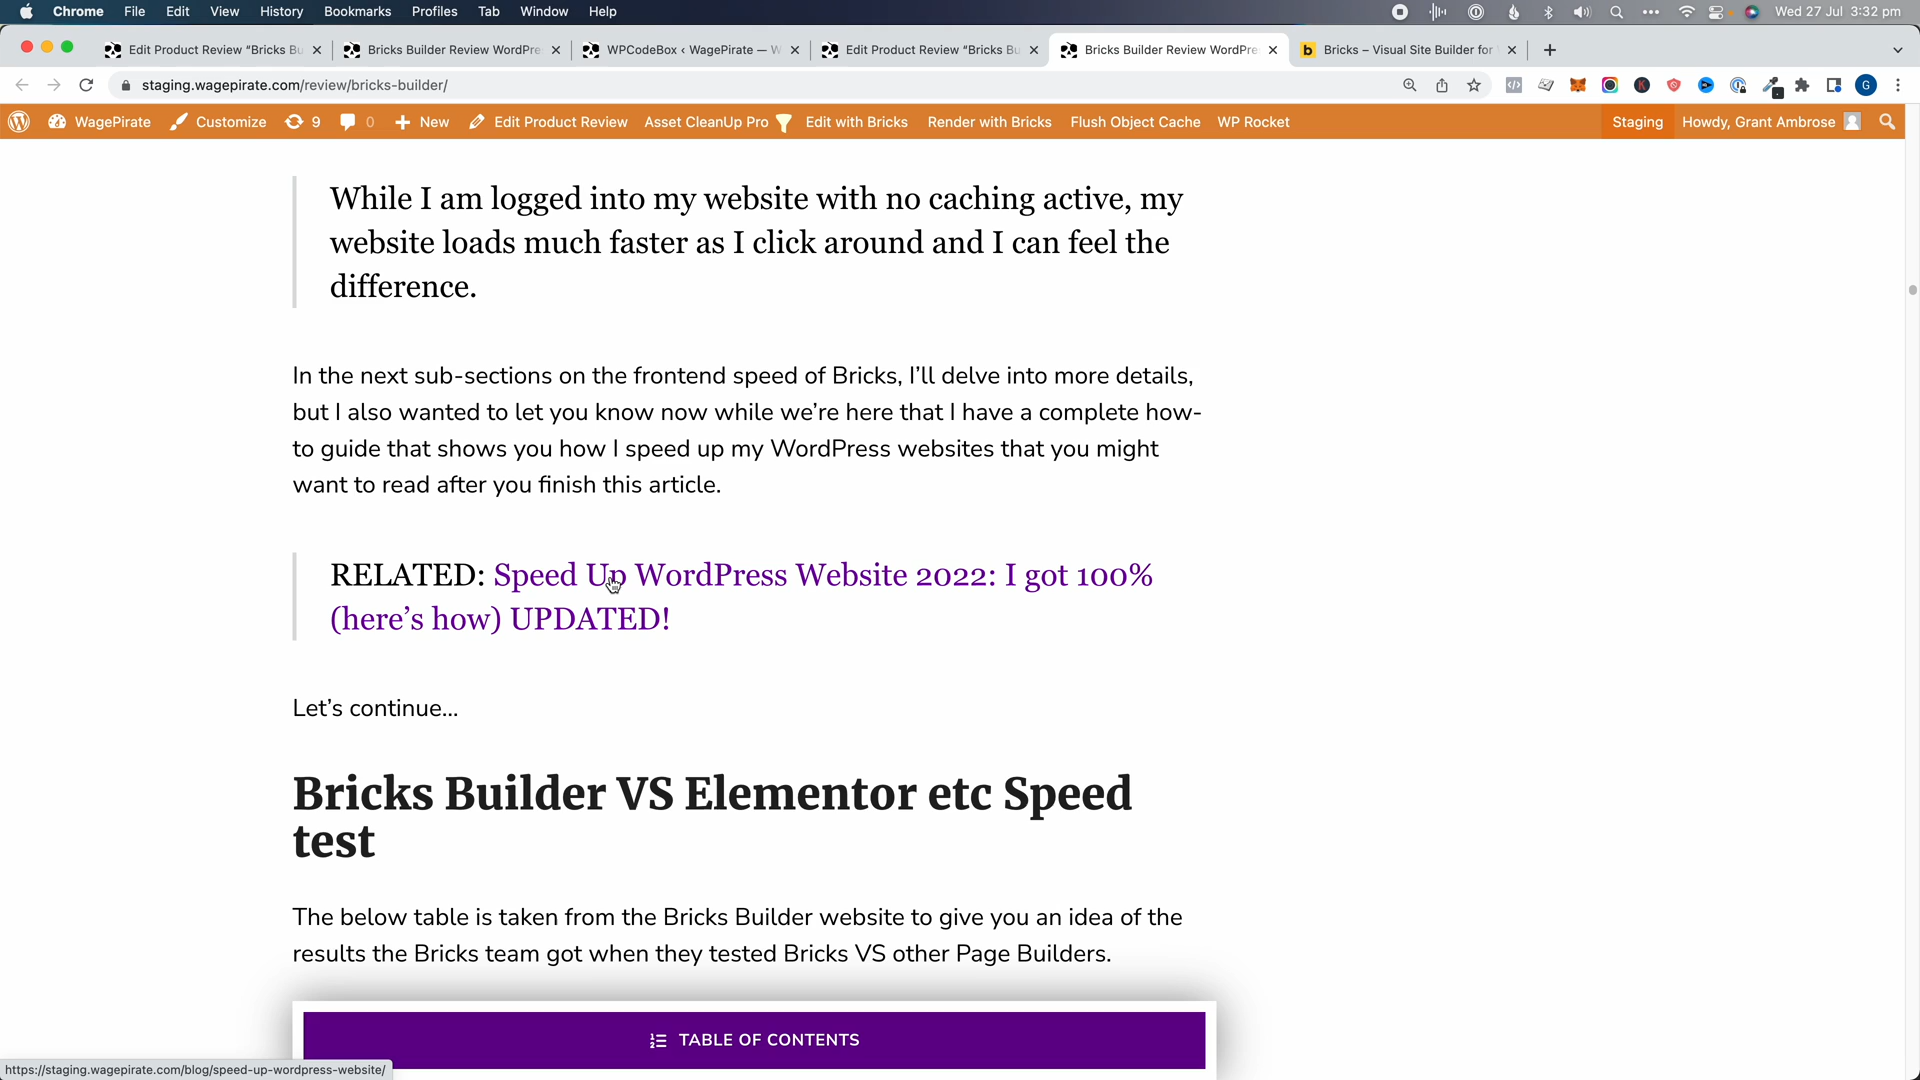 Chrome File Edit View History Bookmarks Profiles Tab Window Help Wed 27 Jul 3:32 pm
Edit Product Review "Bricks Bu Bricks Builder Review WordPre WPCodeBox ‹ WagePirate — W Edit Product Review "Bricks Bu Bricks Builder Review WordPre Bricks – Visual Site Builder for
staging.wagepirate.com/review/bricks-builder/
WagePirate Customize 9 0 New Edit Product Review Asset CleanUp Pro Edit with Bricks Render with Bricks Flush Object Cache WP Rocket Staging Howdy, Grant Ambrose
While I am logged into my website with no caching active, my
website loads much faster as I click around and I can feel the
difference.
In the next sub-sections on the frontend speed of Bricks, I'll delve into more details,
but I also wanted to let you know now while we're here that I have a complete how-
to guide that shows you how I speed up my WordPress websites that you might
want to read after you finish this article.
RELATED: Speed Up WordPress Website 2022: I got 100%
(here's how) UPDATED!
Let's continue...
Bricks Builder VS Elementor etc Speed
test
The below table is taken from the Bricks Builder website to give you an idea of the
results the Bricks team got when they tested Bricks VS other Page Builders.
TABLE OF CONTENTS
https://staging.wagepirate.com/blog/speed-up-wordpress-website/